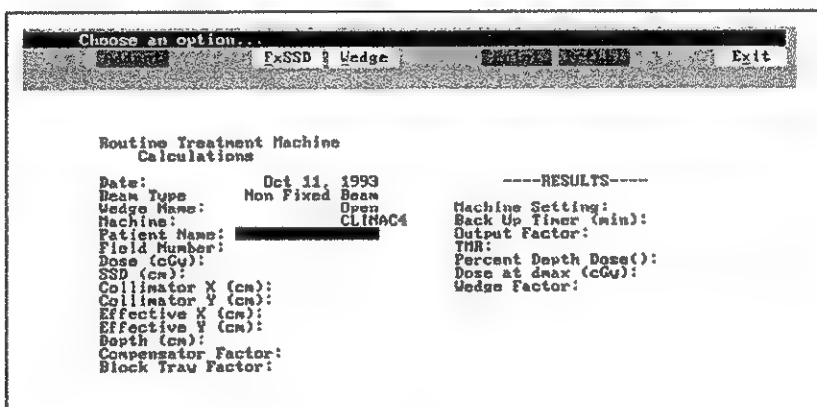 Choose an option...
FxSSD Wedge Exit
Routine Treatment Machine
Calculations
Date: Oct 11, 1993
Beam Type Non Fixed Beam
Wedge Name: Open
Machine: CLINAC4
Patient Name:
Field Number:
Dose (cGy):
SSD (cm):
Collimator X (cm):
Collimator Y (cm):
Effective X (cm):
Effective Y (cm):
Depth (cm):
Compensator Factor:
Block Tray Factor:
----RESULTS----
Machine Setting:
Back Up Timer (min):
Output Factor:
TMR:
Percent Depth Dose():
Dose at dmax (cGy):
Wedge Factor: